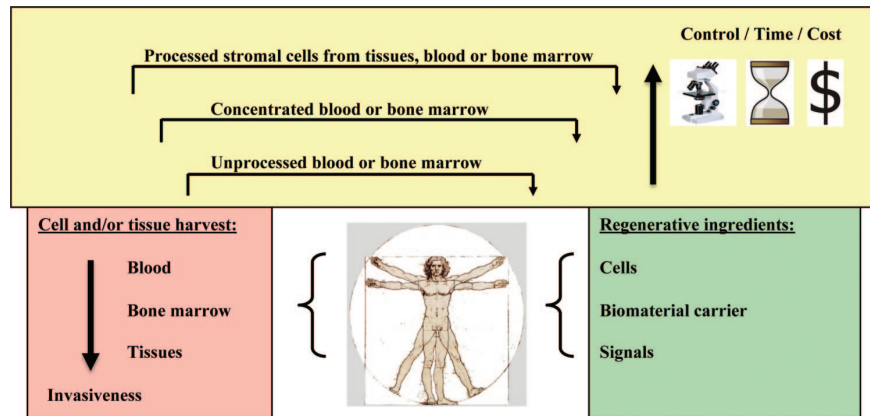 Control / Time / Cost
Processed stromal cells from tissues, blood or bone marrow
Concentrated blood or bone marrow
Unprocessed blood or bone marrow
$
Cell and/or tissue harvest:
Blood
Bone marrow
Tissues
Invasiveness
Regenerative ingredients:
Cells
Biomaterial carrier
Signals